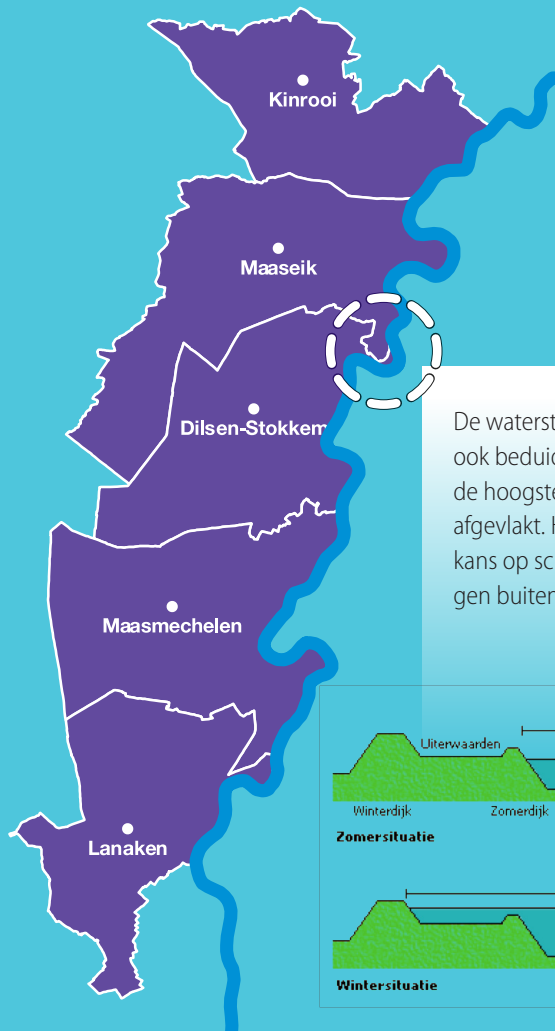 Kinrooi
Maaseik
Dilsen-Stokkem
Maasmechelen
Lanaken
De waterst
ook beduid
de hoogste
afgevlakt. H
kans op sc
gen buiten
Uiterwaarden
Winterdijk
Zomerdijk
Zomersituatie
Wintersituatie